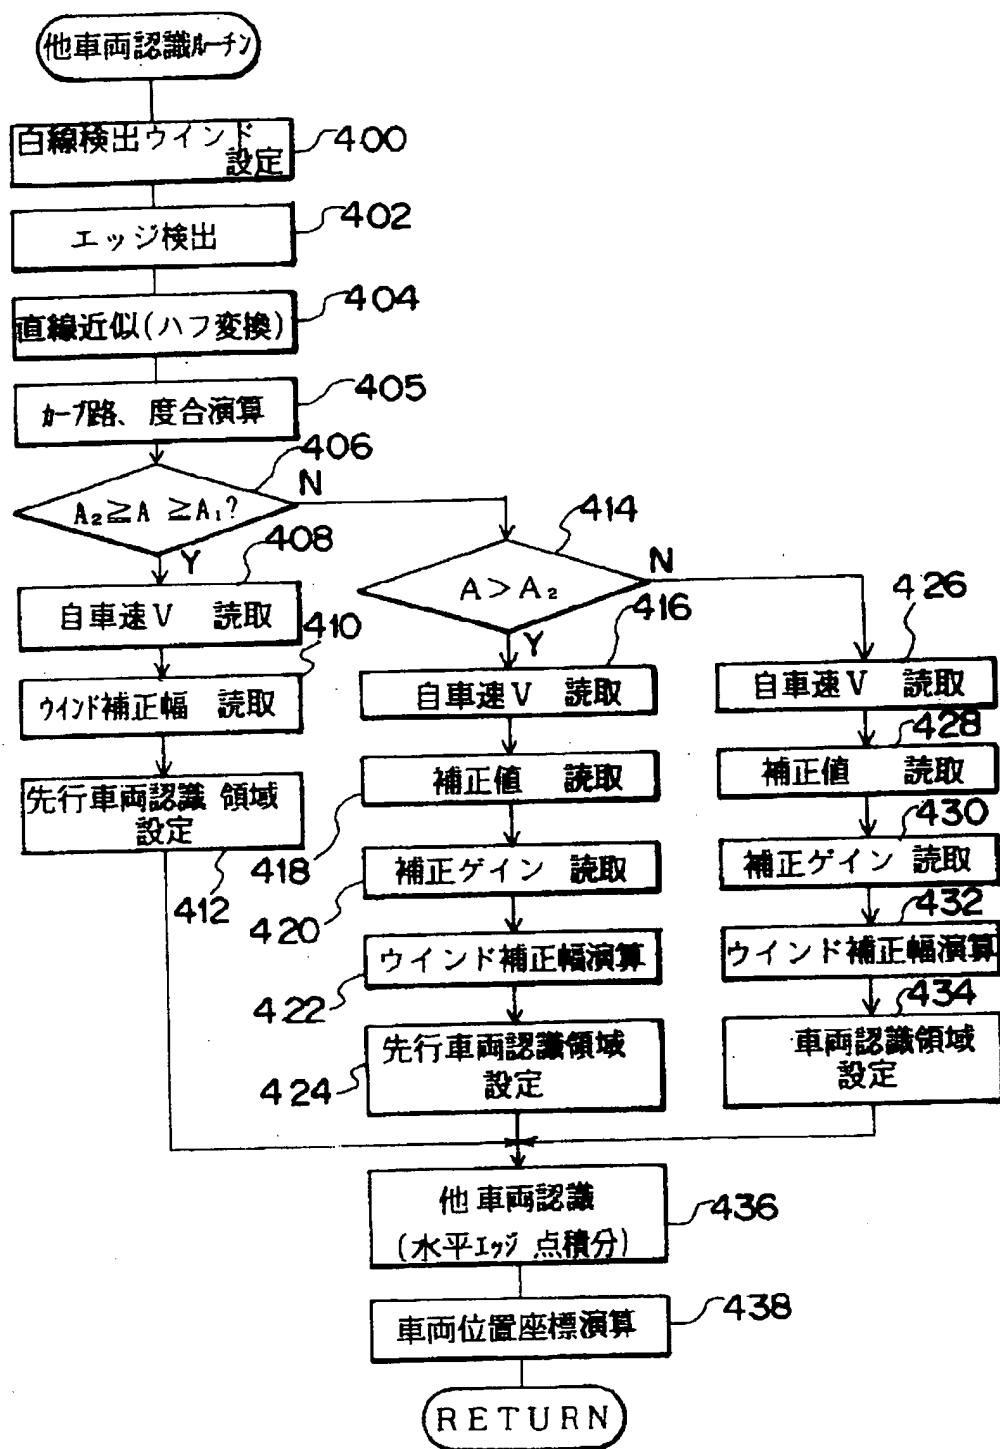 他車両認識ルーチン
白線検出ウインド
設定
400
エッジ検出
402
直線近似(ハフ変換)
404
カーブ路、度合演算
405
A₂≧A ≧A₁?
406
N
Y
自車速V 読取
408
ウインド補正幅 読取
410
先行車両認識 領域
設定
412
A>A₂
414
N
Y
自車速V 読取
416
補正値 読取
418
補正ゲイン 読取
420
ウインド補正幅演算
422
先行車両認識領域
設定
424
自車速V 読取
426
補正値 読取
428
補正ゲイン 読取
430
ウインド補正幅演算
432
車両認識領域
設定
434
他車両認識
(水平エッジ 点積分)
436
車両位置座標演算
438
RETURN